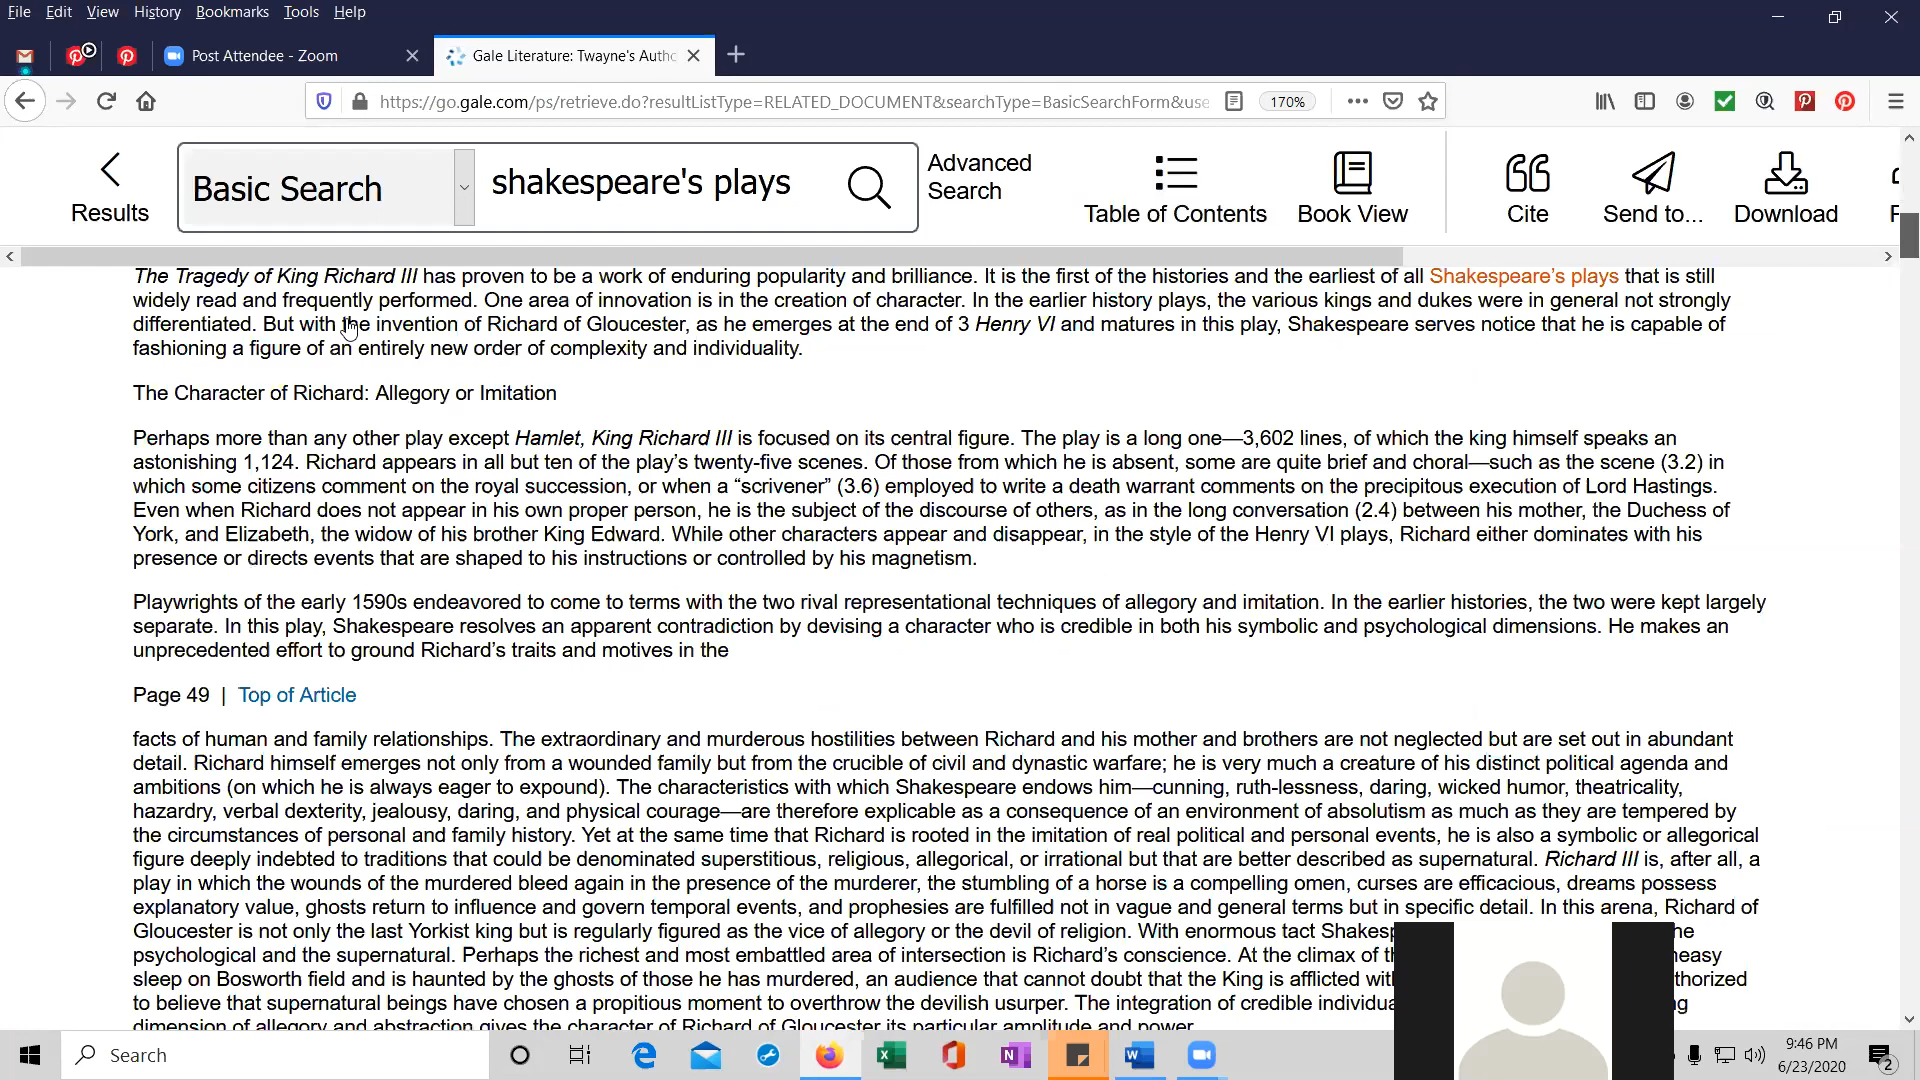 File Edit View History Bookmarks Tools Help
Post Attendee - Zoom
Gale Literature: Twayne's Autho
https://go.gale.com/ps/retrieve.do?resultListType=RELATED_DOCUMENT&searchType=BasicSearchForm&use
170%
Results
Basic Search
shakespeare's plays
Advanced
Search
Table of Contents
Book View
Cite
Send to...
Download
The Tragedy of King Richard III has proven to be a work of enduring popularity and brilliance. It is the first of the histories and the earliest of all Shakespeare's plays that is still
widely read and frequently performed. One area of innovation is in the creation of character. In the earlier history plays, the various kings and dukes were in general not strongly
differentiated. But with the invention of Richard of Gloucester, as he emerges at the end of 3 Henry VI and matures in this play, Shakespeare serves notice that he is capable of
fashioning a figure of an entirely new order of complexity and individuality.
The Character of Richard: Allegory or Imitation
Perhaps more than any other play except Hamlet, King Richard III is focused on its central figure. The play is a long one—3,602 lines, of which the king himself speaks an
astonishing 1,124. Richard appears in all but ten of the play's twenty-five scenes. Of those from which he is absent, some are quite brief and choral—such as the scene (3.2) in
which some citizens comment on the royal succession, or when a “scrivener” (3.6) employed to write a death warrant comments on the precipitous execution of Lord Hastings.
Even when Richard does not appear in his own proper person, he is the subject of the discourse of others, as in the long conversation (2.4) between his mother, the Duchess of
York, and Elizabeth, the widow of his brother King Edward. While other characters appear and disappear, in the style of the Henry VI plays, Richard either dominates with his
presence or directs events that are shaped to his instructions or controlled by his magnetism.
Playwrights of the early 1590s endeavored to come to terms with the two rival representational techniques of allegory and imitation. In the earlier histories, the two were kept largely
separate. In this play, Shakespeare resolves an apparent contradiction by devising a character who is credible in both his symbolic and psychological dimensions. He makes an
unprecedented effort to ground Richard's traits and motives in the
Page 49 | Top of Article
facts of human and family relationships. The extraordinary and murderous hostilities between Richard and his mother and brothers are not neglected but are set out in abundant
detail. Richard himself emerges not only from a wounded family but from the crucible of civil and dynastic warfare; he is very much a creature of his distinct political agenda and
ambitions (on which he is always eager to expound). The characteristics with which Shakespeare endows him—cunning, ruth-lessness, daring, wicked humor, theatricality,
hazardry, verbal dexterity, jealousy, daring, and physical courage—are therefore explicable as a consequence of an environment of absolutism as much as they are tempered by
the circumstances of personal and family history. Yet at the same time that Richard is rooted in the imitation of real political and personal events, he is also a symbolic or allegorical
figure deeply indebted to traditions that could be denominated superstitious, religious, allegorical, or irrational but that are better described as supernatural. Richard III is, after all, a
play in which the wounds of the murdered bleed again in the presence of the murderer, the stumbling of a horse is a compelling omen, curses are efficacious, dreams possess
explanatory value, ghosts return to influence and govern temporal events, and prophesies are fulfilled not in vague and general terms but in specific detail. In this arena, Richard of
Gloucester is not only the last Yorkist king but is regularly figured as the vice of allegory or the devil of religion. With enormous tact Shakesp he
psychological and the supernatural. Perhaps the richest and most embattled area of intersection is Richard's conscience. At the climax of th neasy
sleep on Bosworth field and is haunted by the ghosts of those he has murdered, an audience that cannot doubt that the King is afflicted wit thorized
to believe that supernatural beings have chosen a propitious moment to overthrow the devilish usurper. The integration of credible individua ng
dimension of allegory and abstraction gives the character of Richard of Gloucester its particular amplitude and power.
Search
9:46 PM
6/23/2020
2